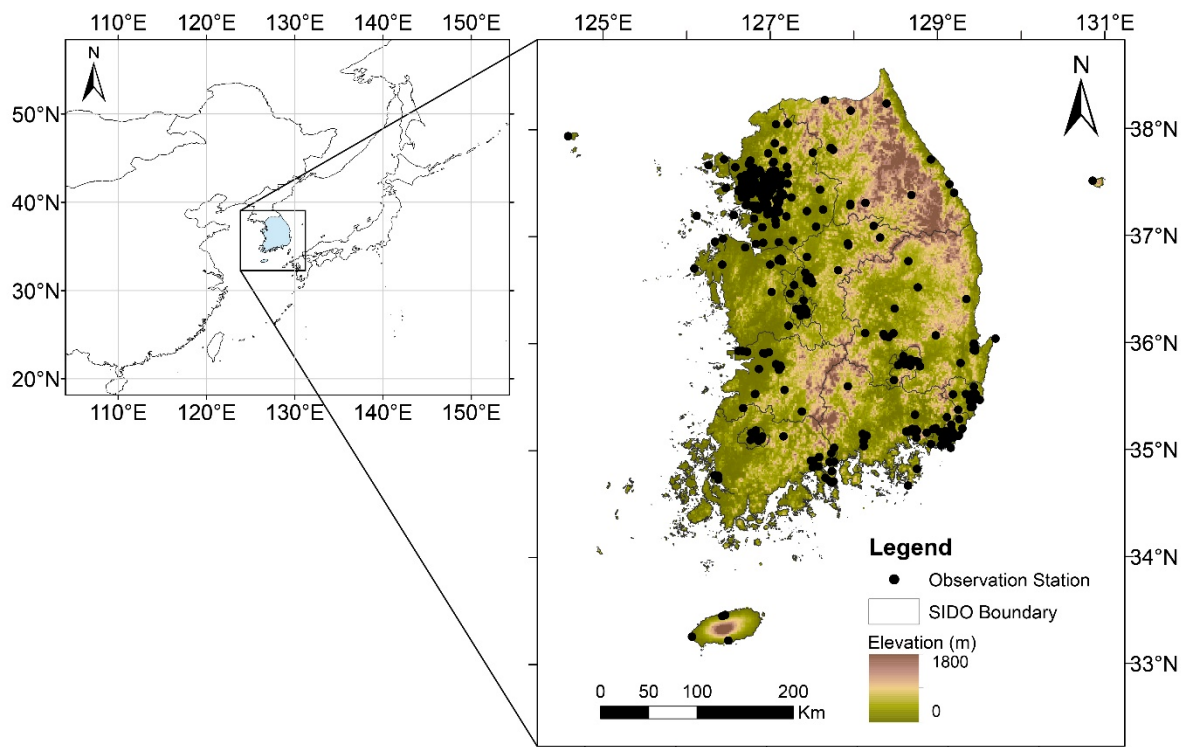 110°E 120°E 130°E 140°E 150°E
N
50°N
40°N
30°N
20°N
110°E 120°E 130°E 140°E 150°E
125°E 127°E 129°E 131°E
N
38°N
37°N
36°N
35°N
34°N
33°N
Legend
Observation Station
SIDO Boundary
Elevation (m)
1800
0
0 50 100 200
Km